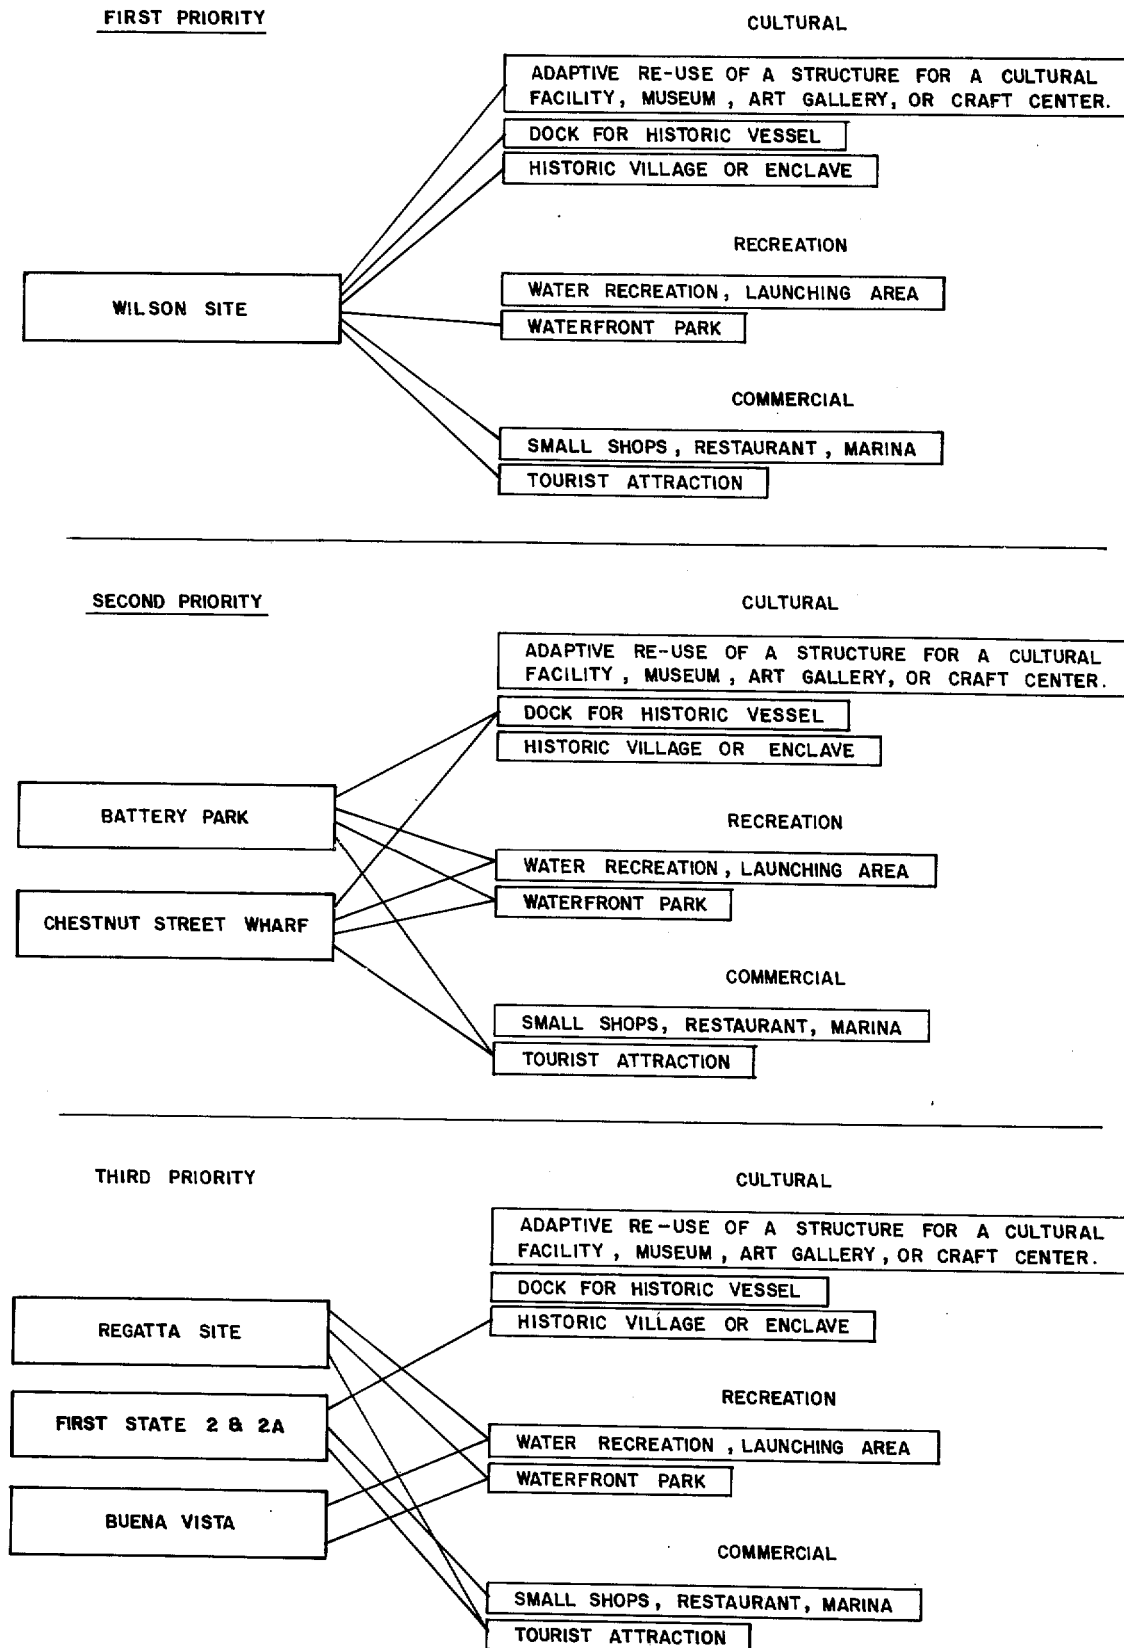 FIRST PRIORITY
CULTURAL
ADAPTIVE RE-USE OF A STRUCTURE FOR A CULTURAL
FACILITY, MUSEUM, ART GALLERY, OR CRAFT CENTER.
DOCK FOR HISTORIC VESSEL
HISTORIC VILLAGE OR ENCLAVE
RECREATION
WILSON SITE
WATER RECREATION, LAUNCHING AREA
WATERFRONT PARK
COMMERCIAL
SMALL SHOPS, RESTAURANT, MARINA
TOURIST ATTRACTION
SECOND PRIORITY
CULTURAL
ADAPTIVE RE-USE OF A STRUCTURE FOR A CULTURAL
FACILITY, MUSEUM, ART GALLERY, OR CRAFT CENTER.
DOCK FOR HISTORIC VESSEL
HISTORIC VILLAGE OR ENCLAVE
BATTERY PARK
RECREATION
WATER RECREATION, LAUNCHING AREA
WATERFRONT PARK
CHESTNUT STREET WHARF
COMMERCIAL
SMALL SHOPS, RESTAURANT, MARINA
TOURIST ATTRACTION
THIRD PRIORITY
CULTURAL
ADAPTIVE RE-USE OF A STRUCTURE FOR A CULTURAL
FACILITY, MUSEUM, ART GALLERY, OR CRAFT CENTER.
DOCK FOR HISTORIC VESSEL
HISTORIC VILLAGE OR ENCLAVE
REGATTA SITE
RECREATION
FIRST STATE 2 & 2A
WATER RECREATION, LAUNCHING AREA
WATERFRONT PARK
BUENA VISTA
COMMERCIAL
SMALL SHOPS, RESTAURANT, MARINA
TOURIST ATTRACTION